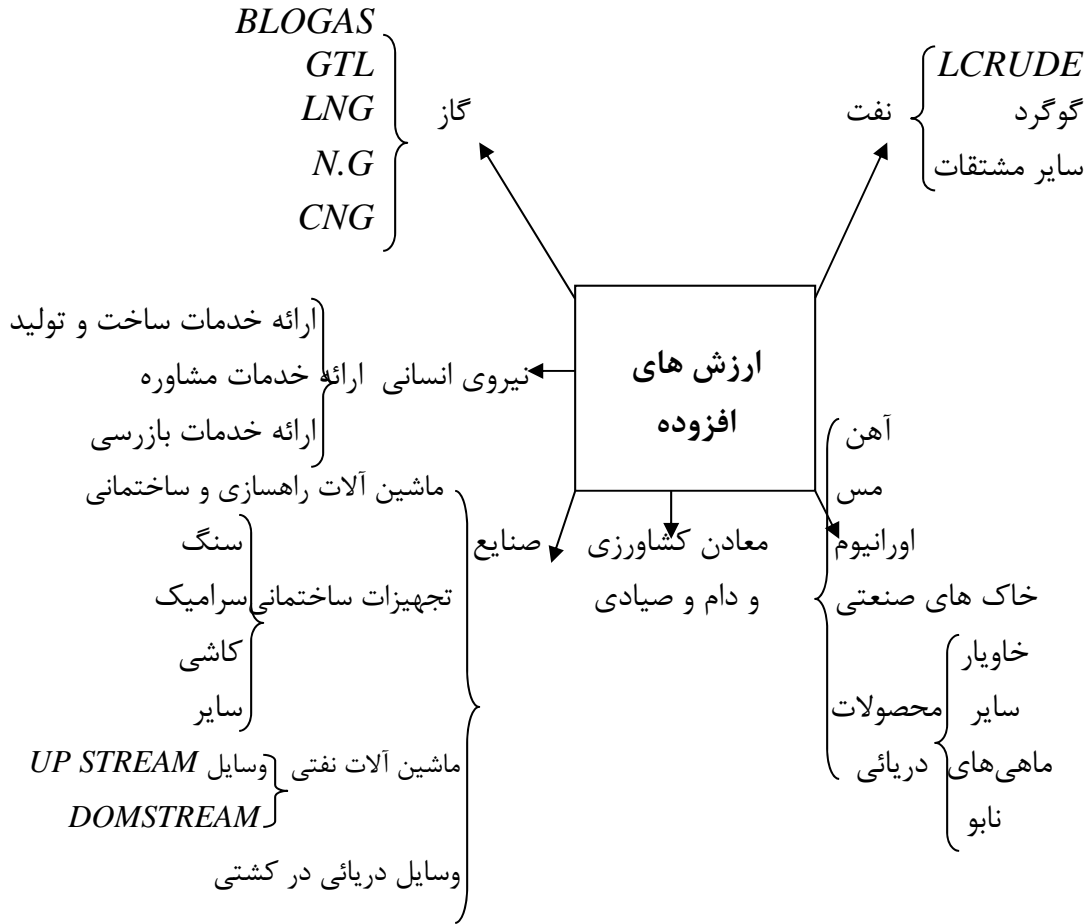 BLOGAS
GTL
LNG
N.G
CNG
گاز
LCRUDE
گوگرد
سایر مشتقات
نفت
ارزش های
افزوده
نیروی انسانی
ارائه خدمات ساخت و تولید
ارائه خدمات مشاوره
ارائه خدمات بازرسی
صنایع
ماشین آلات راهسازی و ساختمانی
تجهیزات ساختمانی
سنگ
سرامیک
کاشی
سایر
ماشین آلات نفتی
وسایل UP STREAM
DOMSTREAM
وسایل دریائی در کشتی
معادن کشاورزی
و دام و صیادی
آهن
مس
اورانیوم
خاک های صنعتی
محصولات
دریائی
خاویار
سایر
ماهی‌های
نابو